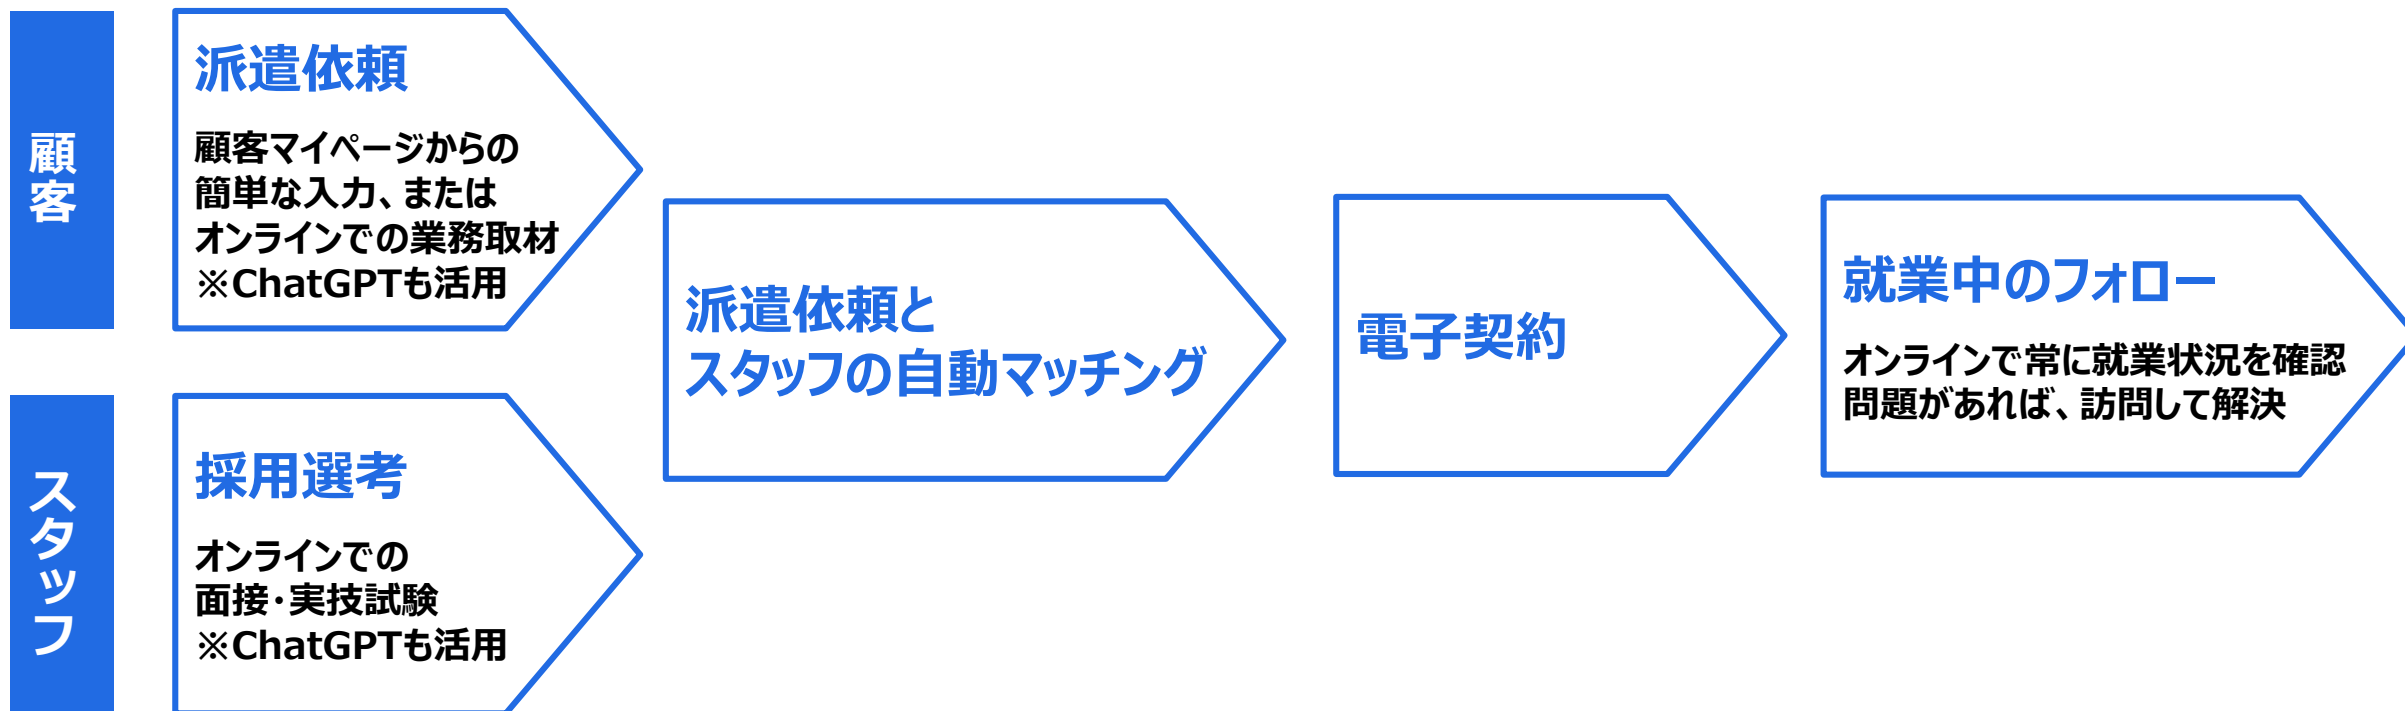 顧客
派遣依頼
顧客マイページからの
簡単な入力、または
オンラインでの業務取材
※ChatGPTも活用
スタッフ
採用選考
オンラインでの
面接・実技試験
※ChatGPTも活用
派遣依頼と
スタッフの自動マッチング
電子契約
就業中のフォロー
オンラインで常に就業状況を確認
問題があれば、訪問して解決